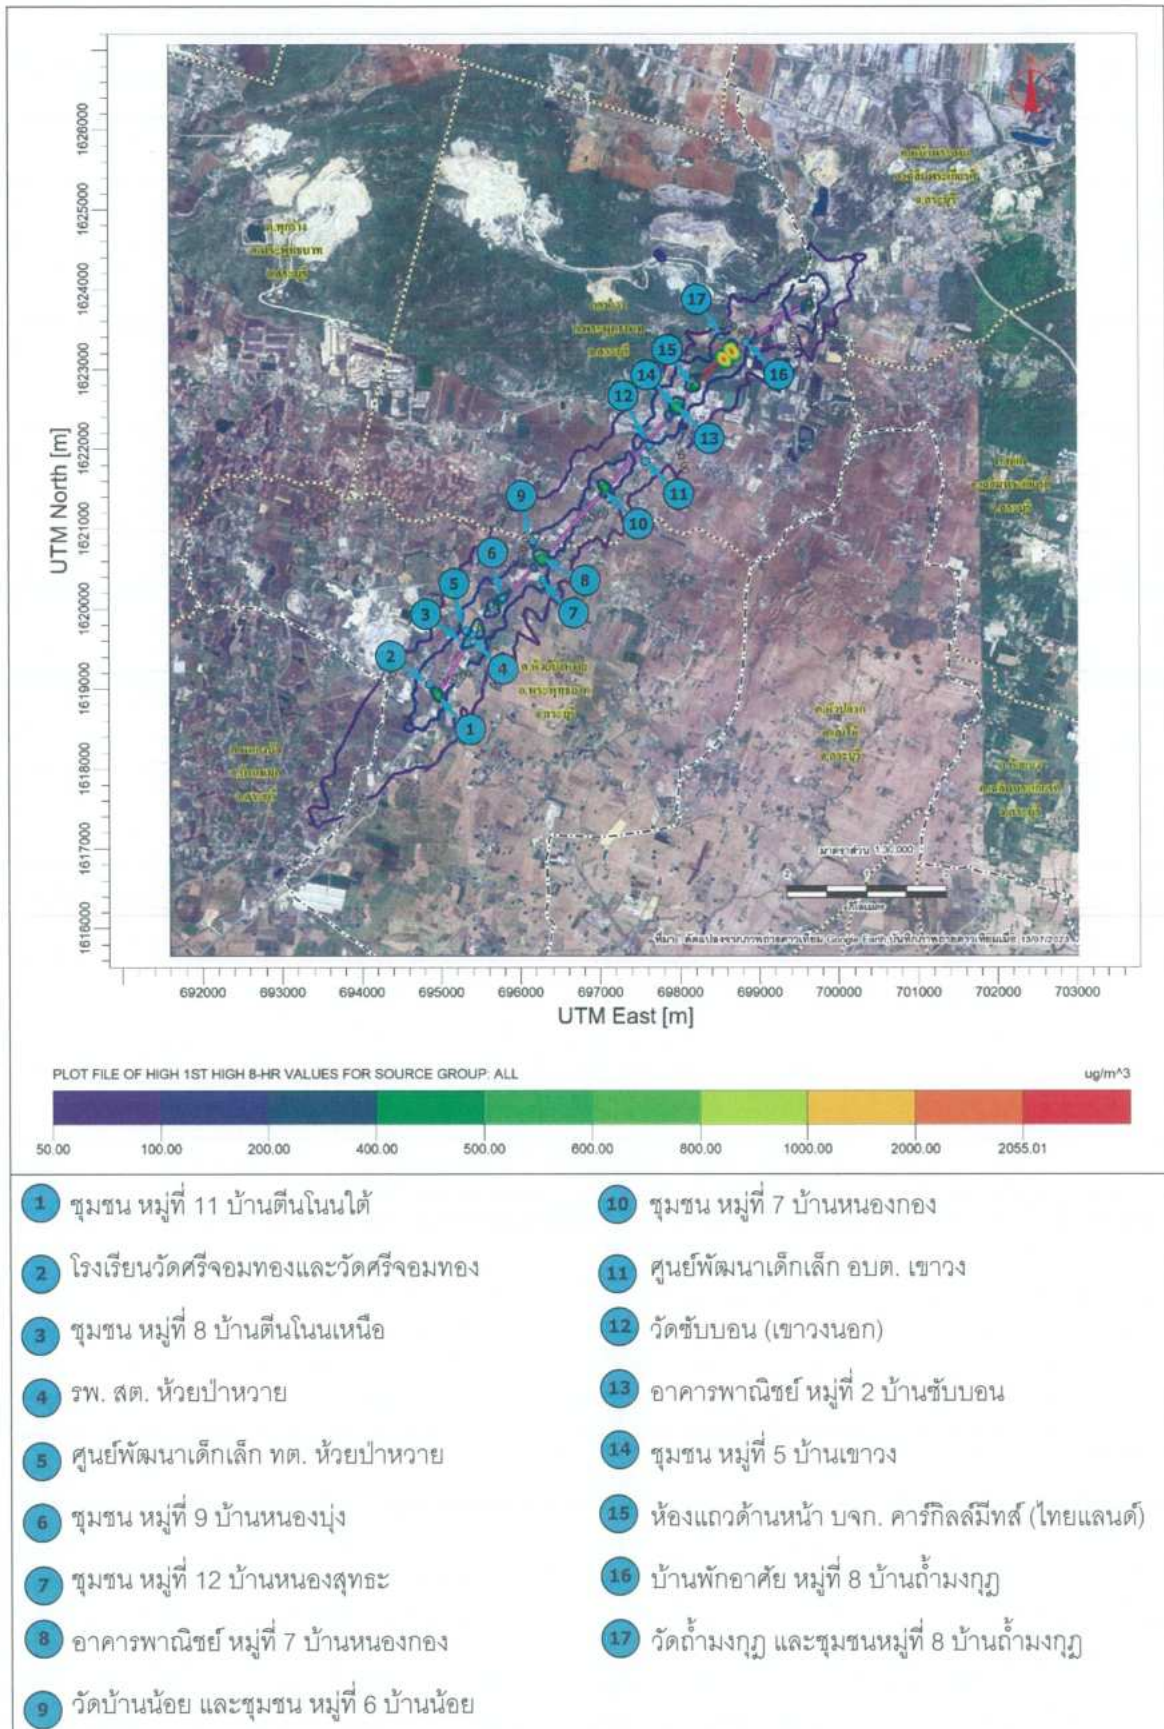 UTM North [m]
1626000
1625000
1624000
1623000
1622000
1621000
1620000
1619000
1618000
1617000
1616000
17
15
14
16
12
13
9
11
10
6
5
8
3
7
2
4
1
692000 693000 694000 695000 696000 697000 698000 699000 700000 701000 702000 703000
UTM East [m]
PLOT FILE OF HIGH 1ST HIGH 8-HR VALUES FOR SOURCE GROUP: ALL
ug/m^3
50.00 100.00 200.00 400.00 500.00 600.00 800.00 1000.00 2000.00 2055.01
1 ชุมชน หมู่ที่ 11 บ้านตีนโนนใต้
2 โรงเรียนวัดศรีจอมทองและวัดศรีจอมทอง
3 ชุมชน หมู่ที่ 8 บ้านตีนโนนเหนือ
4 รพ. สต. ห้วยป่าหวาย
5 ศูนย์พัฒนาเด็กเล็ก ทต. ห้วยป่าหวาย
6 ชุมชน หมู่ที่ 9 บ้านหนองบุ่ง
7 ชุมชน หมู่ที่ 12 บ้านหนองสุทธะ
8 อาคารพาณิชย์ หมู่ที่ 7 บ้านหนองกอง
9 วัดบ้านน้อย และชุมชน หมู่ที่ 6 บ้านน้อย
10 ชุมชน หมู่ที่ 7 บ้านหนองกอง
11 ศูนย์พัฒนาเด็กเล็ก อบต. เขาวง
12 วัดซับบอน (เขาวงนอก)
13 อาคารพาณิชย์ หมู่ที่ 2 บ้านซับบอน
14 ชุมชน หมู่ที่ 5 บ้านเขาวง
15 ห้องแถวด้านหน้า บจก. คาร์กิลล์มีทส์ (ไทยแลนด์)
16 บ้านพักอาศัย หมู่ที่ 8 บ้านถ้ำมงกุฎ
17 วัดถ้ำมงกุฎ และชุมชนหมู่ที่ 8 บ้านถ้ำมงกุฎ